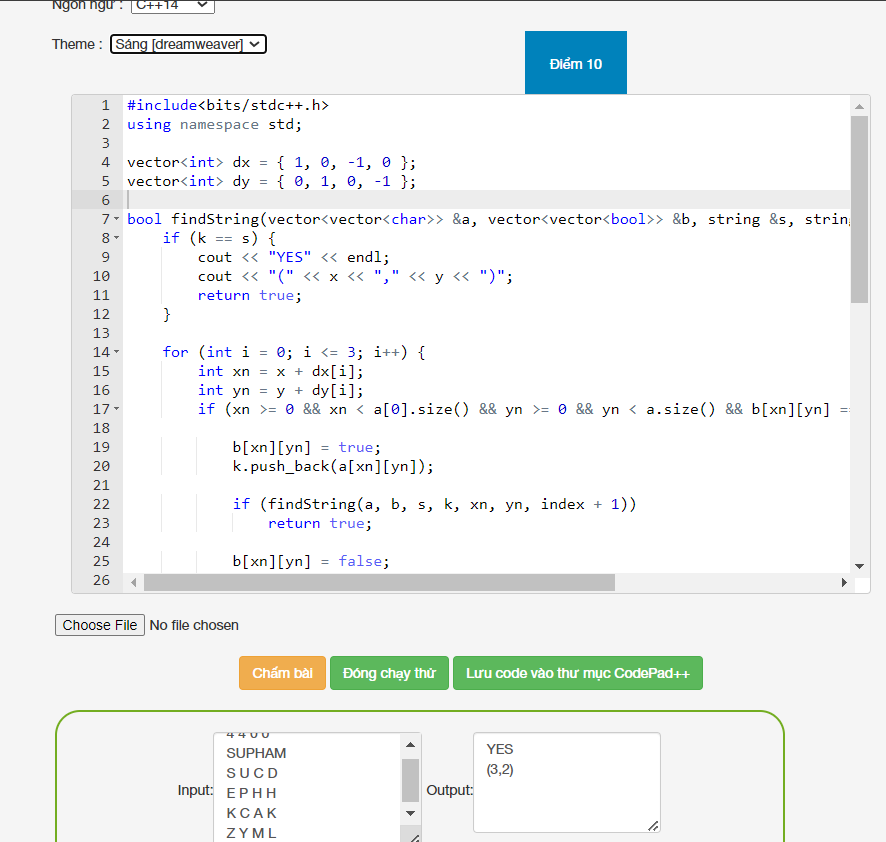 Ngôn ngữ : C++14
Theme : Sáng [dreamweaver]
Điểm 10
1 #include<bits/stdc++.h>
2 using namespace std;
3
4 vector<int> dx = { 1, 0, -1, 0 };
5 vector<int> dy = { 0, 1, 0, -1 };
6
7 bool findString(vector<vector<char>> &a, vector<vector<bool>> &b, string &s, string
8 if (k == s) {
9 cout << "YES" << endl;
10 cout << "(" << x << "," << y << ")";
11 return true;
12 }
13
14 for (int i = 0; i <= 3; i++) {
15 int xn = x + dx[i];
16 int yn = y + dy[i];
17 if (xn >= 0 && xn < a[0].size() && yn >= 0 && yn < a.size() && b[xn][yn] ==
18
19 b[xn][yn] = true;
20 k.push_back(a[xn][yn]);
21
22 if (findString(a, b, s, k, xn, yn, index + 1))
23 return true;
24
25 b[xn][yn] = false;
26
Choose File No file chosen
Chấm bài Đóng chạy thử Lưu code vào thư mục CodePad++
Input:
4 4 0 0
SUPHAM
S U C D
E P H H
K C A K
Z Y M L
Output:
YES
(3,2)